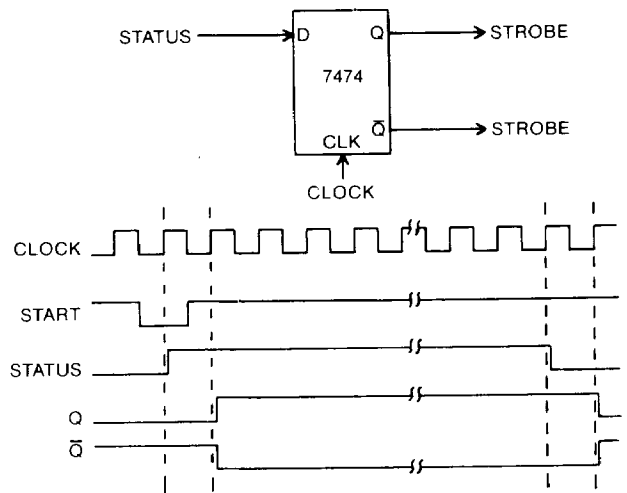 STATUS
D
Q
STROBE
7474
Q̅
STROBE
CLK
CLOCK
CLOCK
START
STATUS
Q
Q̅